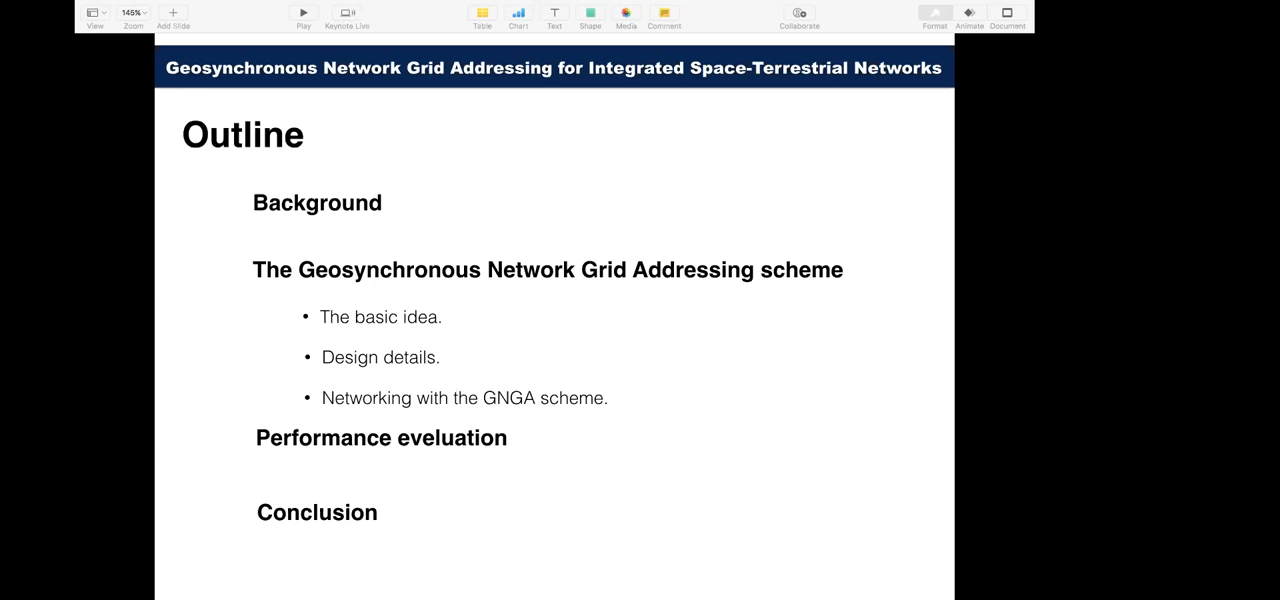 145%
View Zoom Add Slide Play Keynote Live Table Chart Text Shape Media Comment Collaborate Format Animate Document
Geosynchronous Network Grid Addressing for Integrated Space-Terrestrial Networks
Outline
Background
The Geosynchronous Network Grid Addressing scheme
• The basic idea.
• Design details.
• Networking with the GNGA scheme.
Performance eveluation
Conclusion